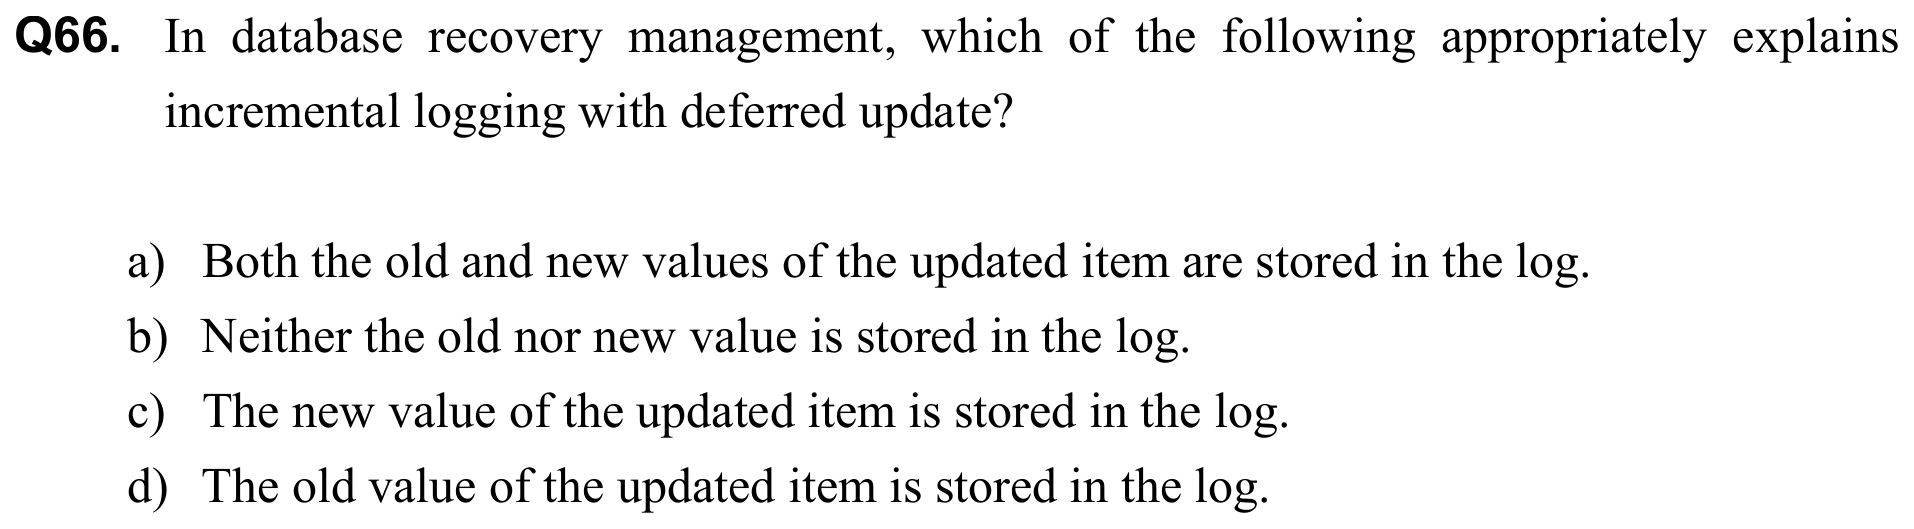 Q66. In database recovery management, which of the following appropriately explains
incremental logging with deferred update?
a) Both the old and new values of the updated item are stored in the log.
b) Neither the old nor new value is stored in the log.
c) The new value of the updated item is stored in the log.
d) The old value of the updated item is stored in the log.